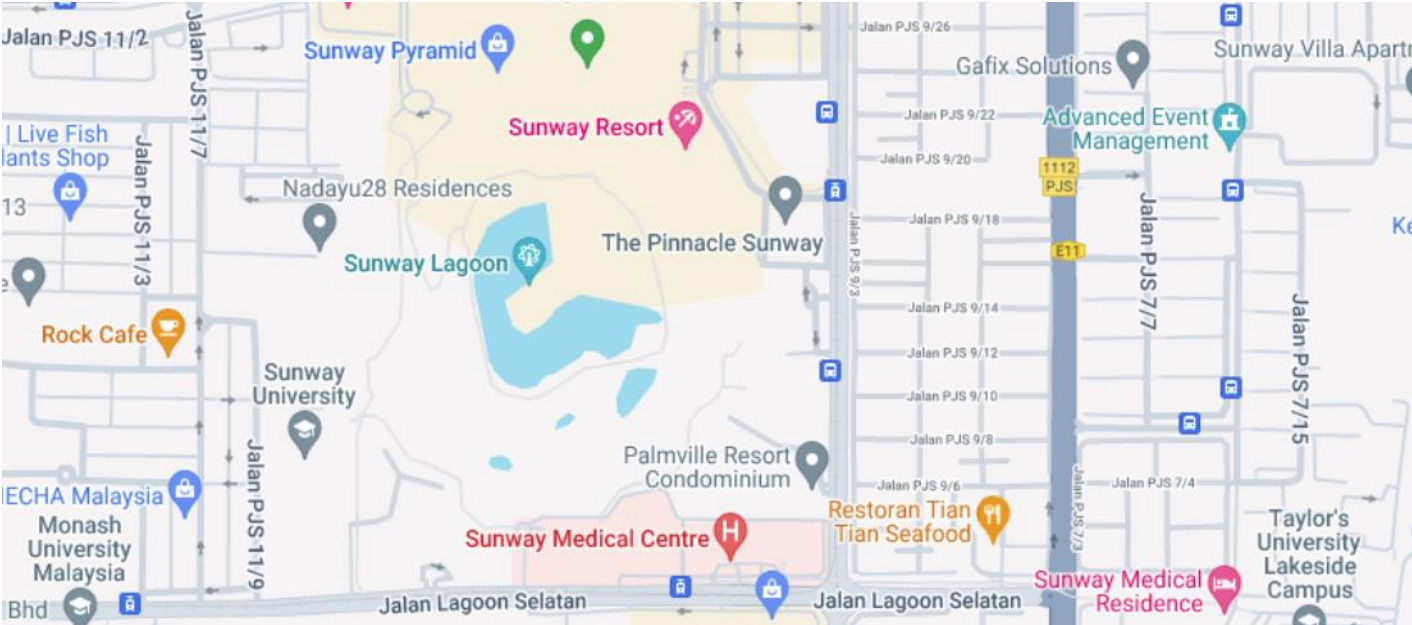 Jalan PJS 11/2
Jalan PJS 11/7
Sunway Pyramid
Jalan PJS 9/26
Gafix Solutions
Sunway Villa Apartr
Jalan PJS 9/22
Advanced Event
Management
Sunway Resort
| Live Fish
lants Shop
Jalan PJS 11/3
Jalan PJS 9/20
1112
PJS
Nadayu28 Residences
13
Jalan PJS 9/18
Jalan PJS 7/7
The Pinnacle Sunway
Jalan PJS 9/3
E11
Ke
Sunway Lagoon
Jalan PJS 9/14
Jalan PJS 7/15
Rock Cafe
Jalan PJS 9/12
Sunway
University
Jalan PJS 9/10
Jalan PJS 9/8
Jalan PJS 11/9
Palmville Resort
Condominium
Jalan PJS 9/6
Jalan PJS 7/4
Jalan PJS 7/3
IECHA Malaysia
Restoran Tian
Tian Seafood
Monash
University
Malaysia
Sunway Medical Centre
Taylor's
University
Lakeside
Campus
Sunway Medical
Residence
Bhd
Jalan Lagoon Selatan
Jalan Lagoon Selatan